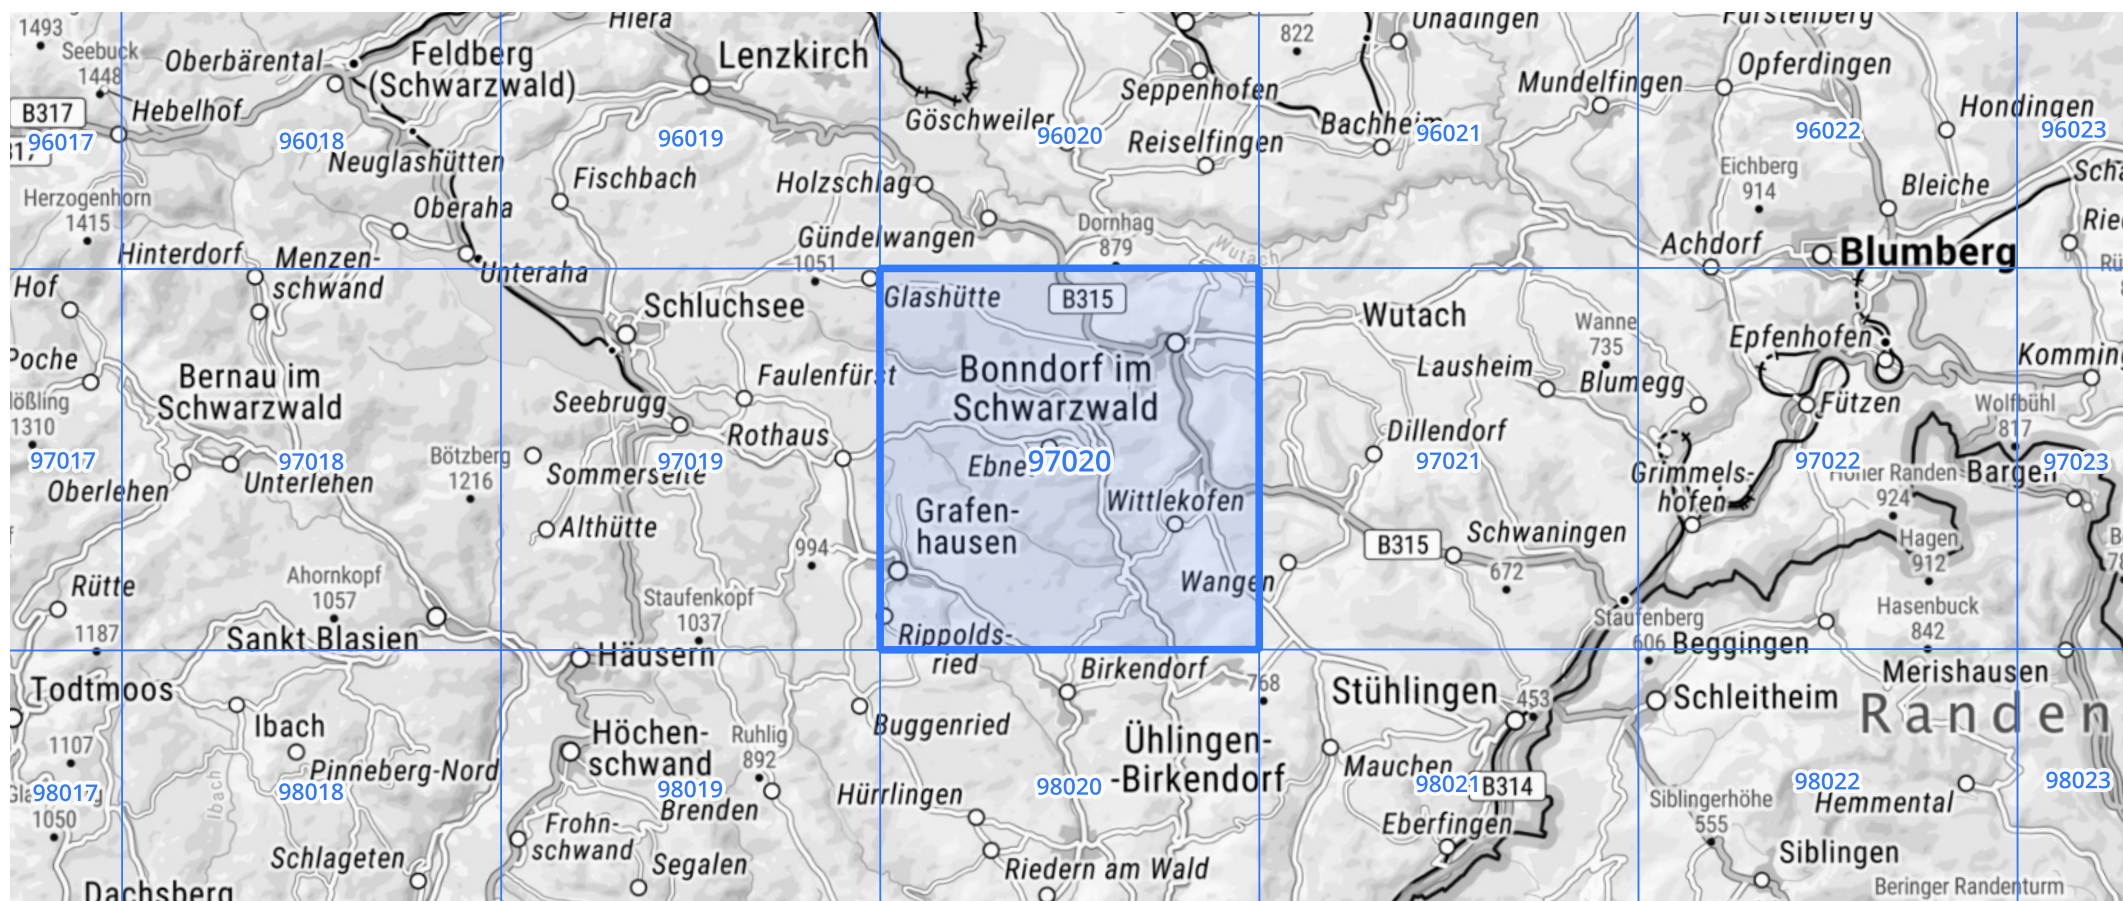 1493
Seebuck
1448
Oberbärental
Feldberg
(Schwarzwald)
Hiera
Lenzkirch
Göschweiler
Seppenhofen
822
Unadingen
Bachheim
Mundelfingen
Fürstenberg
Opferdingen
Hondingen
B317
Hebelhof
96017
96018
96019
96020
96021
96022
96023
Neuglashütten
Reiselfingen
Herzogenhorn
1415
Oberaha
Fischbach
Holzschlag
Eichberg
914
Bleiche
Hinterdorf
Menzen-
schwand
Gündelwangen
1051
Dornhag
879
Wutach
Achdorf
Blumberg
Hof
Unteraha
Schluchsee
Glashütte
B315
Wutach
Wanne
735
Epfenhofen
Poche
1310
Bernau im
Schwarzwald
Seebrugg
Faulenfürst
Bonndorf im
Schwarzwald
Lausheim
Blumegg
Fützen
Wolfbühl
817
97017
97018
97019
97020
97021
97022
97023
Oberlehen
Unterlehen
Bötzberg
1216
Sommerseite
Rothaus
Wittlekofen
Dillendorf
Grimmels-
hofen
924
Bargen
Althütte
994
Grafen-
hausen
B315
Schwaningen
672
Hagen
912
Rütte
Ahornkopf
1057
1187
Sankt Blasien
Staufenkopf
1037
Häusern
Wangen
Rippolds-
ried
Staufenberg
606
Beggingen
Hasenbuck
842
Merishausen
Todtmoos
Ibach
Höchen-
schwand
Ruhlig
892
Buggenried
Birkendorf
Ühlingen-
-Birkendorf
768
Stühlingen
453
Schleitheim
Randen
1107
Pinneberg-Nord
Ibach
Mauchen
B314
98017
98018
98019
98020
98021
98022
98023
1050
Brenden
Hürrlingen
Siblingerhöhe
555
Hemmental
Schlageten
Frohn-
schwand
Segalen
Riedern am Wald
Eberfingen
Siblingen
Beringer Randenturm
Dachsberg